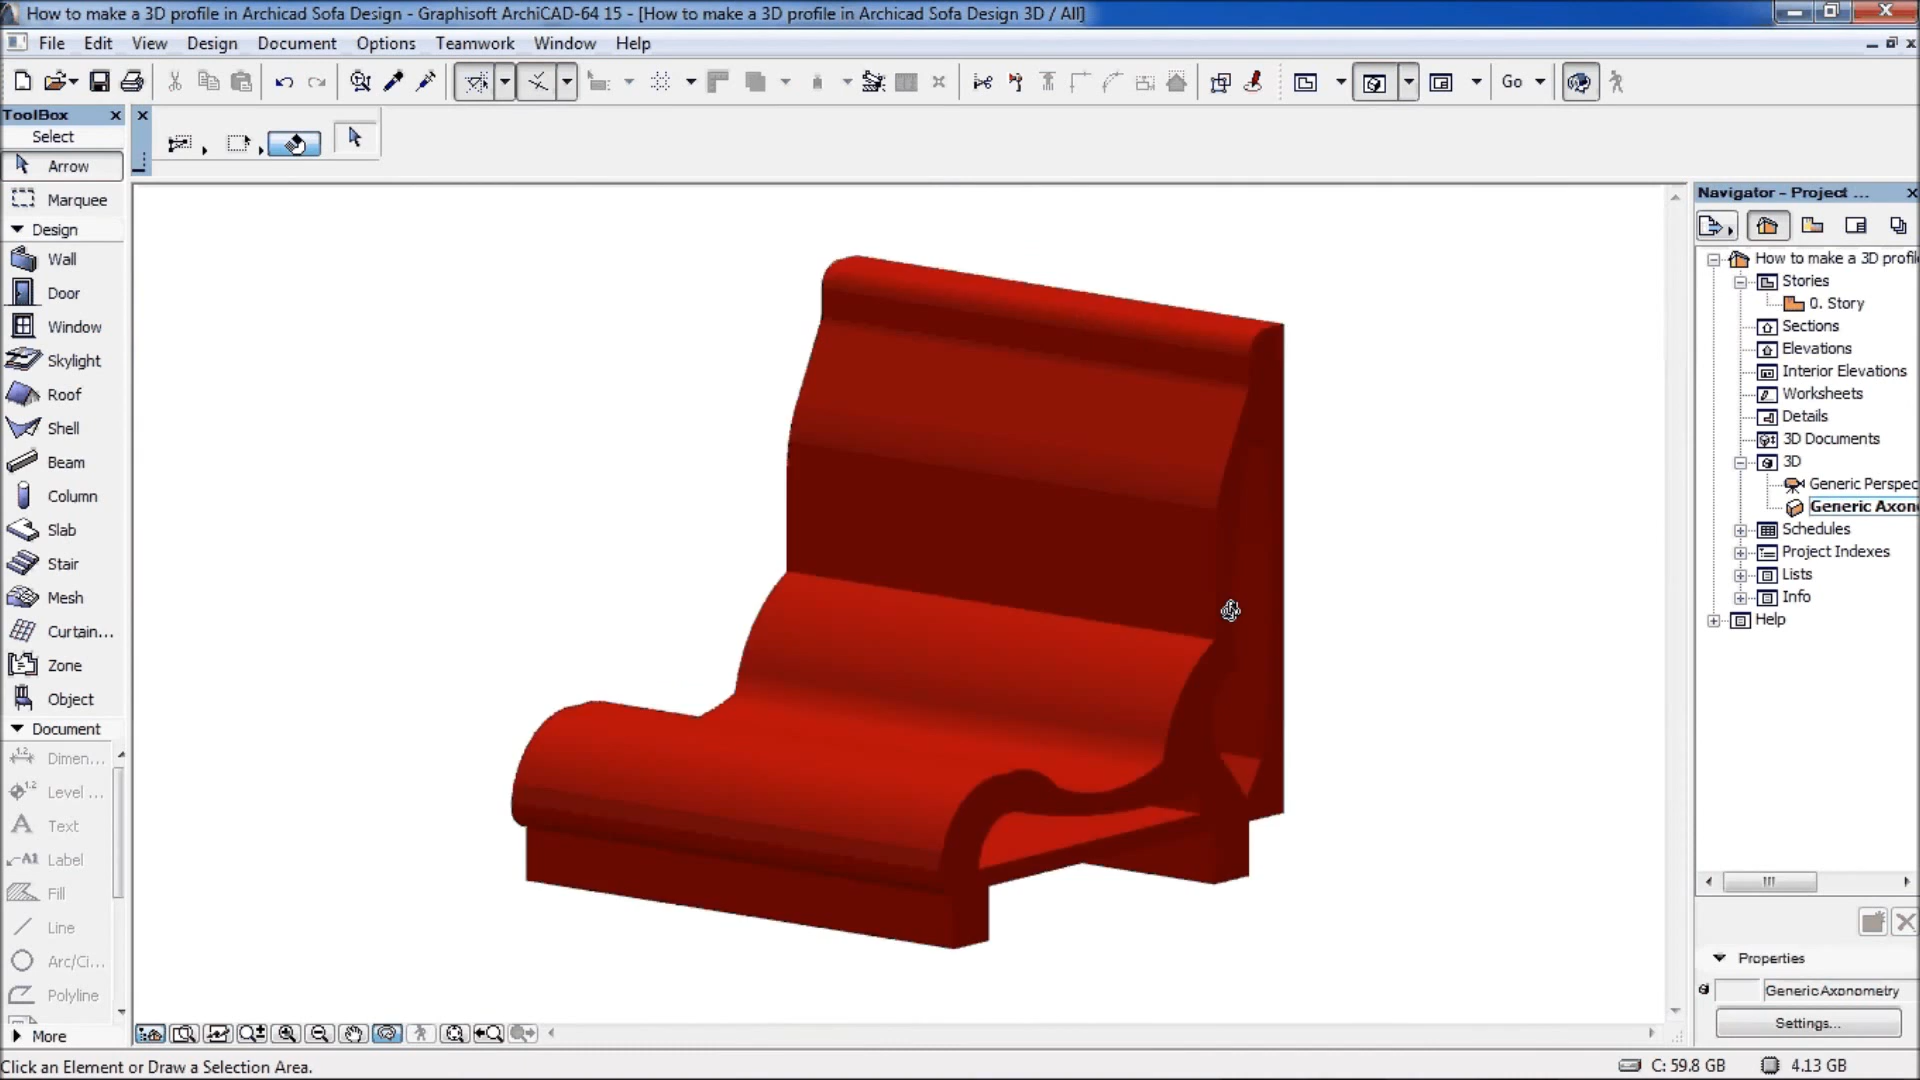 How to make a 3D profile in Archicad Sofa Design - Graphisoft ArchiCAD-64 15 - [How to make a 3D profile in Archicad Sofa Design 3D / All]
File Edit View Design Document Options Teamwork Window Help
Go
ToolBox
Select
Arrow
Marquee
Design
Wall
Door
Window
Skylight
Roof
Shell
Beam
Column
Slab
Stair
Mesh
Curtain...
Zone
Object
Document
Dimen...
Level ...
Text
A1 Label
Fill
Line
Arc/Ci...
Polyline
More
Navigator - Project ...
How to make a 3D profil
Stories
0. Story
Sections
Elevations
Interior Elevations
Worksheets
Details
3D Documents
3D
Generic Perspec
Generic Axon
Schedules
Project Indexes
Lists
Info
Help
Properties
Generic Axonometry
Settings...
Click an Element or Draw a Selection Area.
C: 59.8 GB
4.13 GB